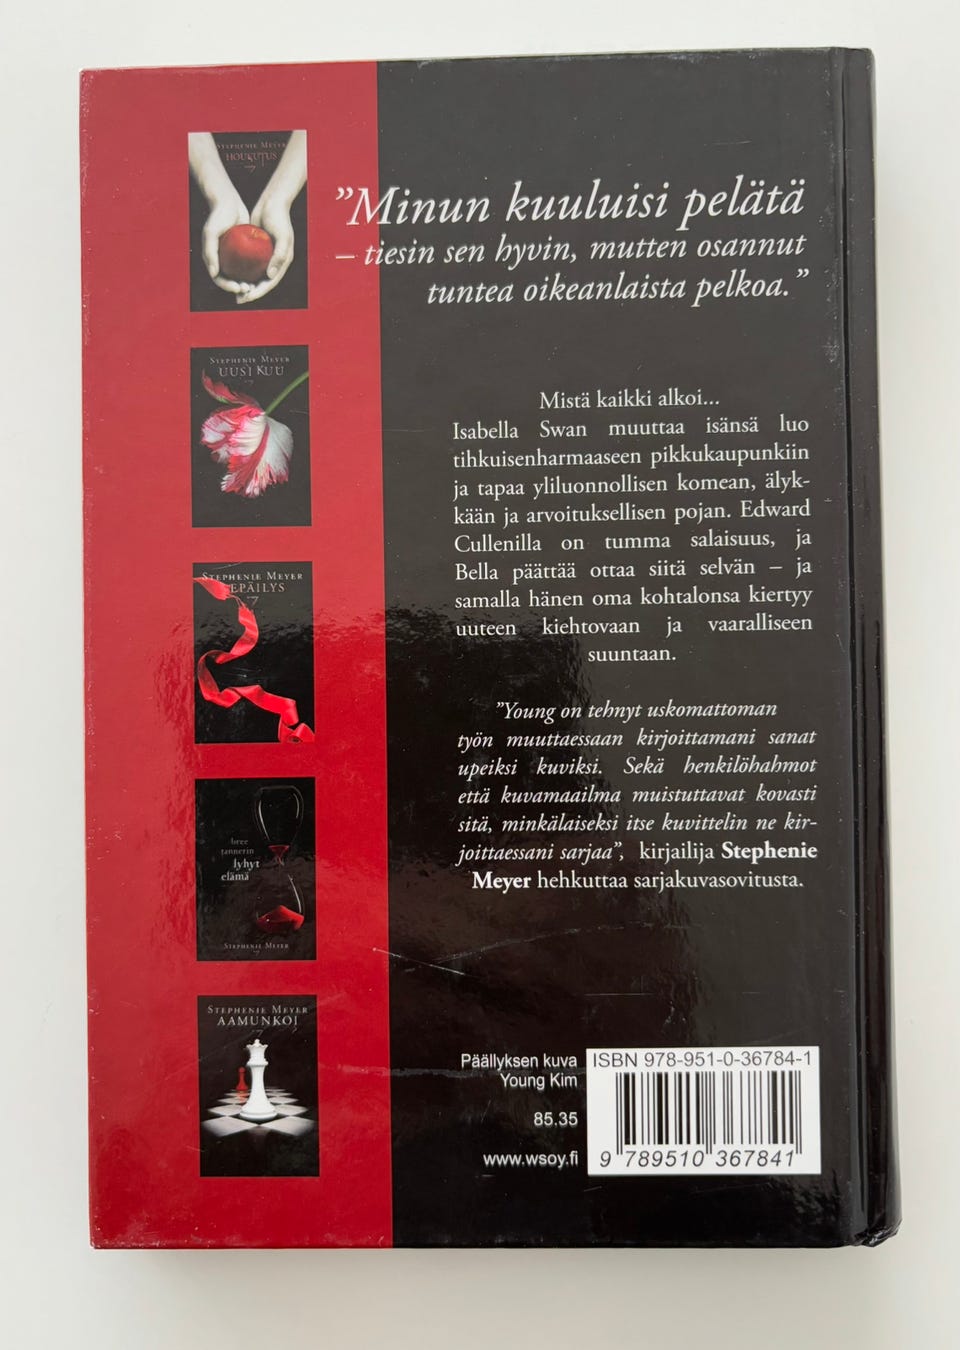 STEPHENIE MEYER
HOUKUTUS
STEPHENIE MEYER
UUSI KUU
STEPHENIE MEYER
EPÄILYS
bree
tannerin
lyhyt
elämä
STEPHENIE MEYER
STEPHENIE MEYER
AAMUNKOI
”Minun kuuluisi pelätä
– tiesin sen hyvin, mutten osannut
tuntea oikeanlaista pelkoa.”
Mistä kaikki alkoi...
Isabella Swan muuttaa isänsä luo
tihkuisenharmaaseen pikkukaupunkiin
ja tapaa yliluonnollisen komean, älyk-
kään ja arvoituksellisen pojan. Edward
Cullenilla on tumma salaisuus, ja
Bella päättää ottaa siitä selvän – ja
samalla hänen oma kohtalonsa kiertyy
uuteen kiehtovaan ja vaaralliseen
suuntaan.
”Young on tehnyt uskomattoman
työn muuttaessaan kirjoittamani sanat
upeiksi kuviksi. Sekä henkilöhahmot
että kuvamaailma muistuttavat kovasti
sitä, minkälaiseksi itse kuvittelin ne kir-
joittaessani sarjaa”, kirjailija Stephenie
Meyer hehkuttaa sarjakuvasovitusta.
Päällyksen kuva
Young Kim
85.35
www.wsoy.fi
ISBN 978-951-0-36784-1
9 789510 367841